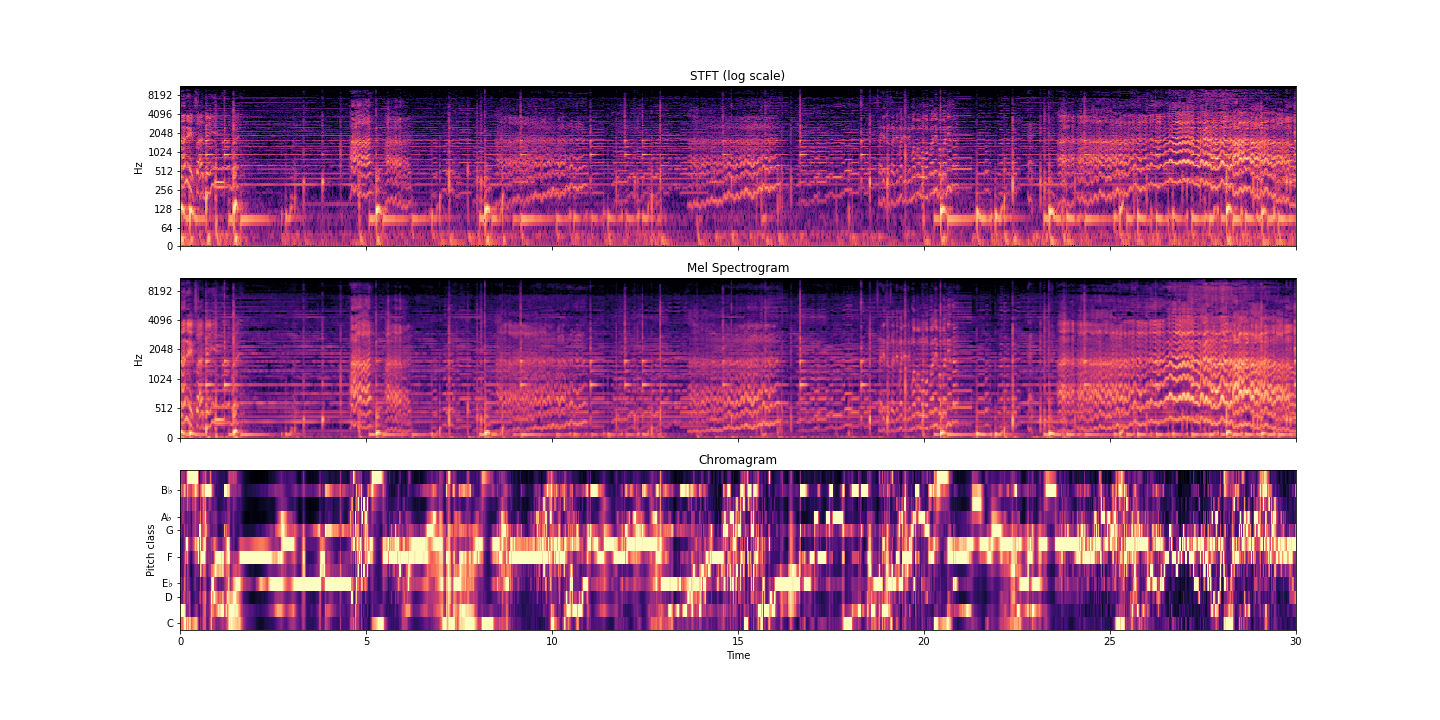 STFT (log scale)
8192
4096
2048
1024
512
256
128
64
0
Hz
Mel Spectrogram
8192
4096
2048
1024
512
0
Hz
Chromagram
B♭
A♭
G
F
E♭
D
C
Pitch class
0 5 10 15 20 25 30
Time